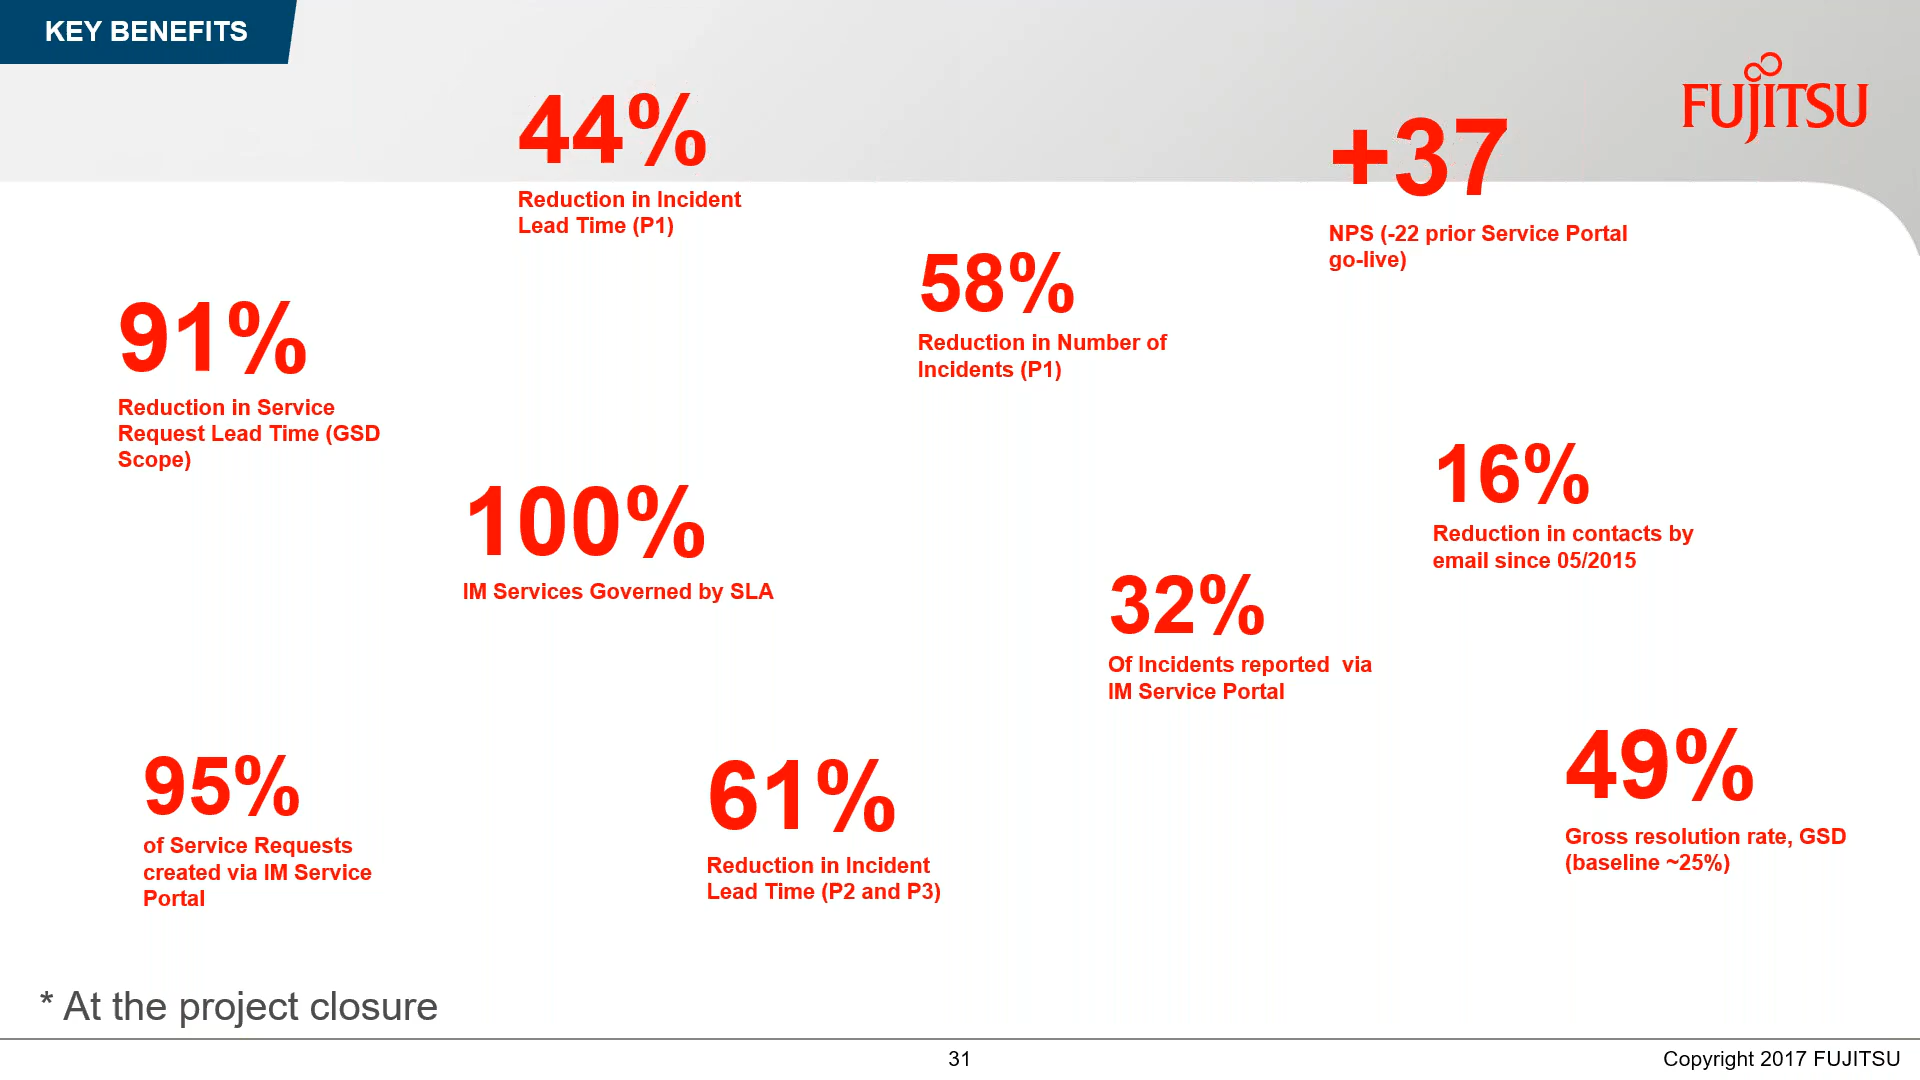 KEY BENEFITS
FUJITSU
44%
Reduction in Incident
Lead Time (P1)
+37
NPS (-22 prior Service Portal
go-live)
58%
Reduction in Number of
Incidents (P1)
91%
Reduction in Service
Request Lead Time (GSD
Scope)
16%
Reduction in contacts by
email since 05/2015
100%
IM Services Governed by SLA
32%
Of Incidents reported  via
IM Service Portal
49%
Gross resolution rate, GSD
(baseline ~25%)
95%
of Service Requests
created via IM Service
Portal
61%
Reduction in Incident
Lead Time (P2 and P3)
* At the project closure
31
Copyright 2017 FUJITSU